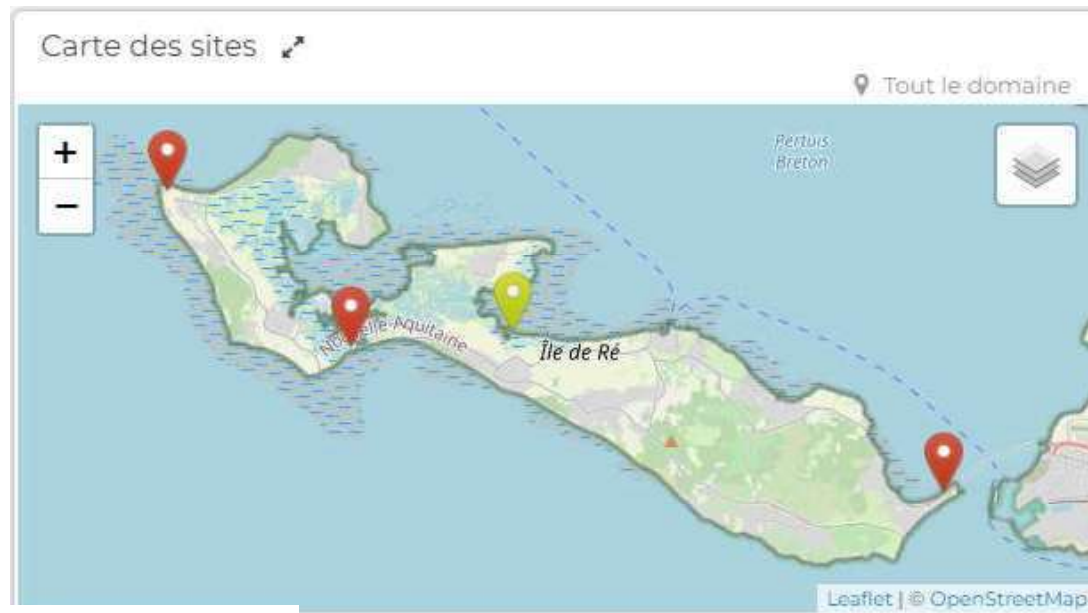 Carte des sites
Tout le domaine
+
−
Pertuis
Breton
Nouvelle-Aquitaine
Île de Ré
Leaflet | © OpenStreetMap